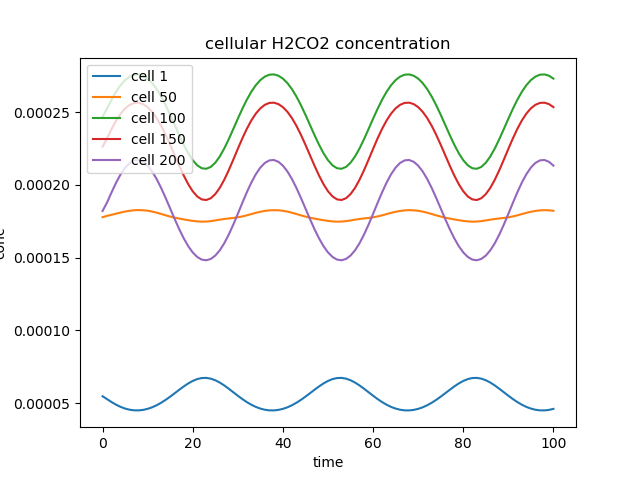 cellular H2CO2 concentration
cell 1
cell 50
cell 100
cell 150
cell 200
0.00025
0.00020
0.00015
0.00010
0.00005
conc
0 20 40 60 80 100
time